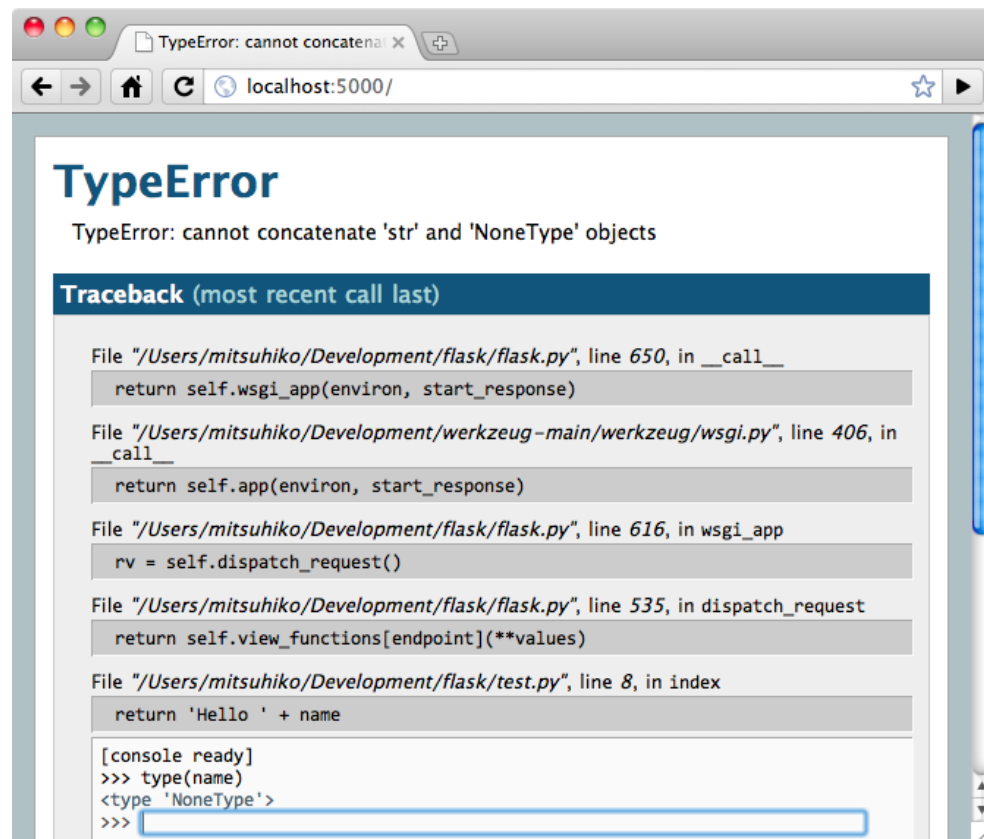 TypeError: cannot concatenat
localhost:5000/
TypeError
TypeError: cannot concatenate 'str' and 'NoneType' objects
Traceback (most recent call last)
File "/Users/mitsuhiko/Development/flask/flask.py", line 650, in __call__
return self.wsgi_app(environ, start_response)
File "/Users/mitsuhiko/Development/werkzeug-main/werkzeug/wsgi.py", line 406, in
__call__
return self.app(environ, start_response)
File "/Users/mitsuhiko/Development/flask/flask.py", line 616, in wsgi_app
rv = self.dispatch_request()
File "/Users/mitsuhiko/Development/flask/flask.py", line 535, in dispatch_request
return self.view_functions[endpoint](**values)
File "/Users/mitsuhiko/Development/flask/test.py", line 8, in index
return 'Hello ' + name
[console ready]
>>> type(name)
<type 'NoneType'>
>>>